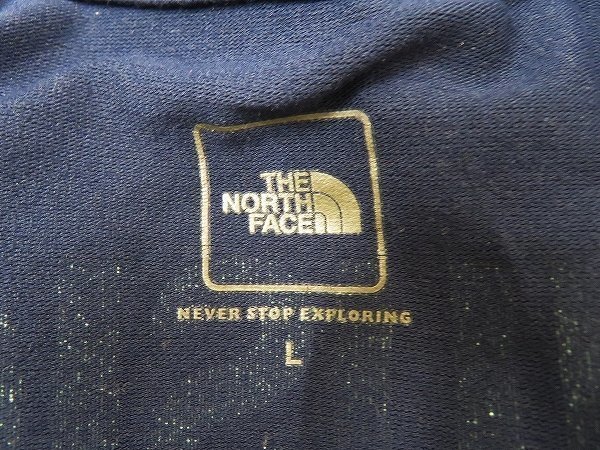 THE
NORTH
FACE
NEVER STOP EXPLORING
L